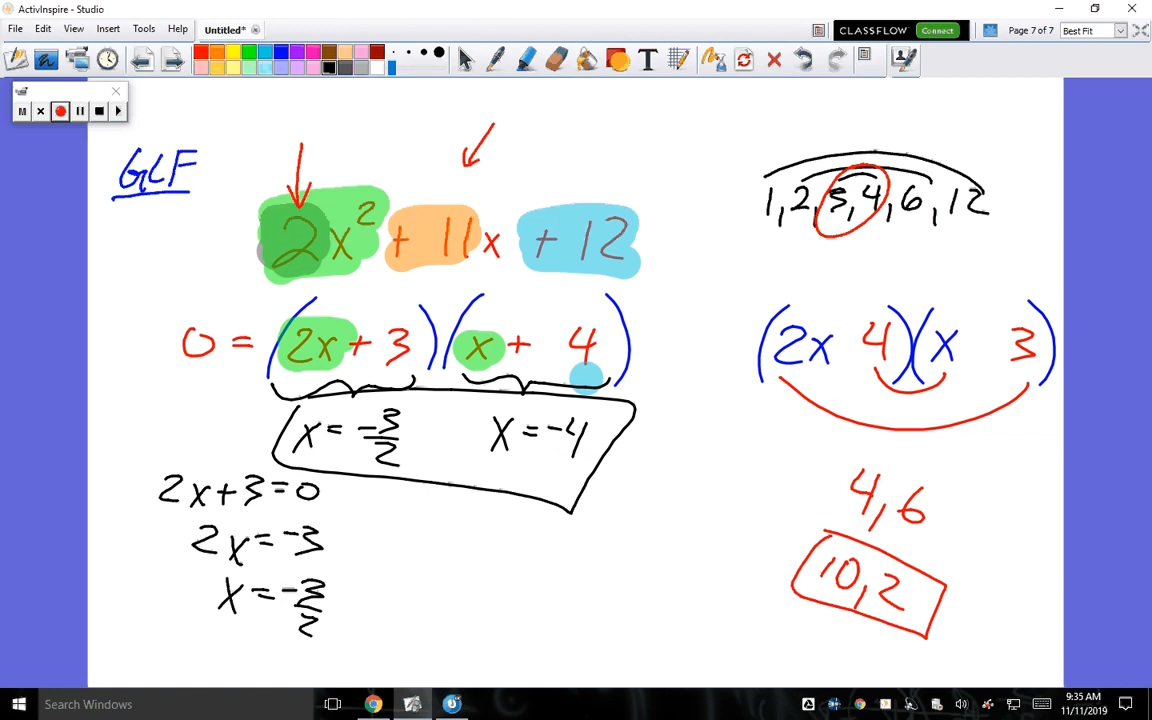 ActivInspire - Studio
File Edit View Insert Tools Help Untitled*
CLASSFLOW Connect Page 7 of 7 Best Fit
M
GCF
1, 2, 3, 4, 6, 12
2x² + 11x + 12
0 = (2x + 3)(x + 4)
(2x 4)(x 3)
x = -3/2 x = -4
2x + 3 = 0
4, 6
2x = -3
10, 2
x = -3/2
Search Windows
9:35 AM
11/11/2019